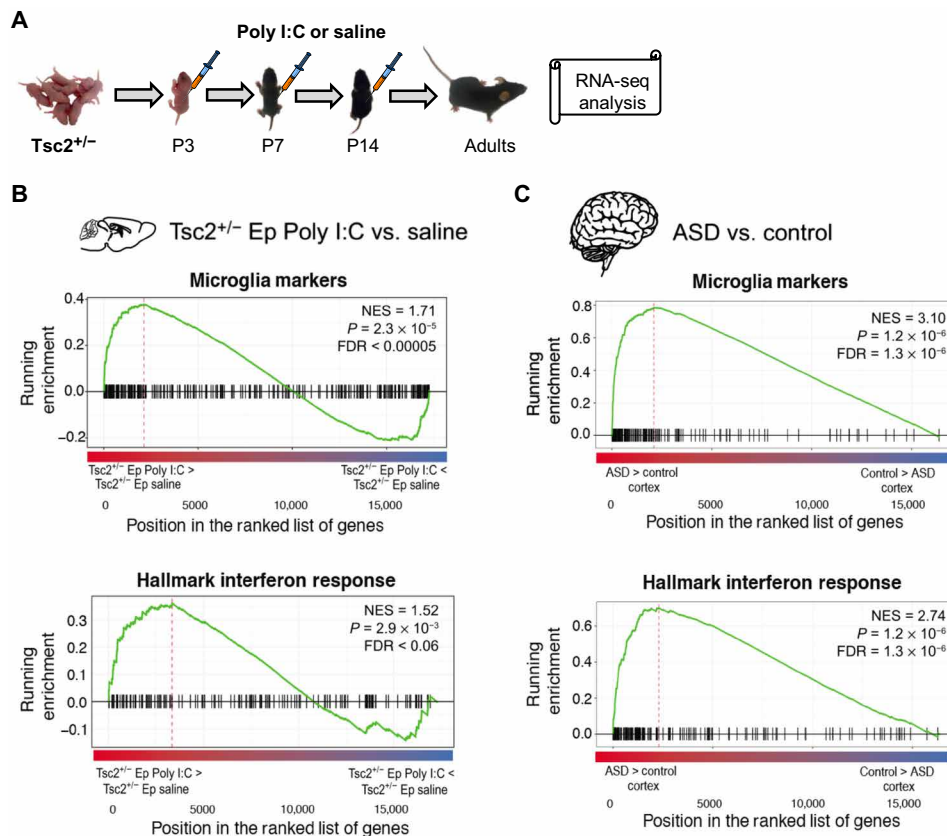 A
Poly I:C or saline
RNA-seq
analysis
Tsc2+/−
P3
P7
P14
Adults
B
Tsc2+/− Ep Poly I:C vs. saline
Microglia markers
NES = 1.71
P = 2.3 × 10−5
FDR < 0.00005
0.4
0.2
0.0
−0.2
Running
enrichment
Tsc2+/− Ep Poly I:C >
Tsc2+/− Ep saline
Tsc2+/− Ep Poly I:C <
Tsc2+/− Ep saline
0
5000
10,000
15,000
Position in the ranked list of genes
Hallmark interferon response
NES = 1.52
P = 2.9 × 10−3
FDR < 0.06
0.3
0.2
0.1
0.0
−0.1
Running
enrichment
Tsc2+/− Ep Poly I:C >
Tsc2+/− Ep saline
Tsc2+/− Ep Poly I:C <
Tsc2+/− Ep saline
0
5000
10,000
15,000
Position in the ranked list of genes
C
ASD vs. control
Microglia markers
NES = 3.10
P = 1.2 × 10−6
FDR = 1.3 × 10−6
0.8
0.6
0.4
0.2
0.0
Running
enrichment
ASD > control
cortex
Control > ASD
cortex
0
5000
10,000
15,000
Position in the ranked list of genes
Hallmark interferon response
NES = 2.74
P = 1.2 × 10−6
FDR = 1.3 × 10−6
0.6
0.4
0.2
0.0
Running
enrichment
ASD > control
cortex
Control > ASD
cortex
0
5000
10,000
15,000
Position in the ranked list of genes